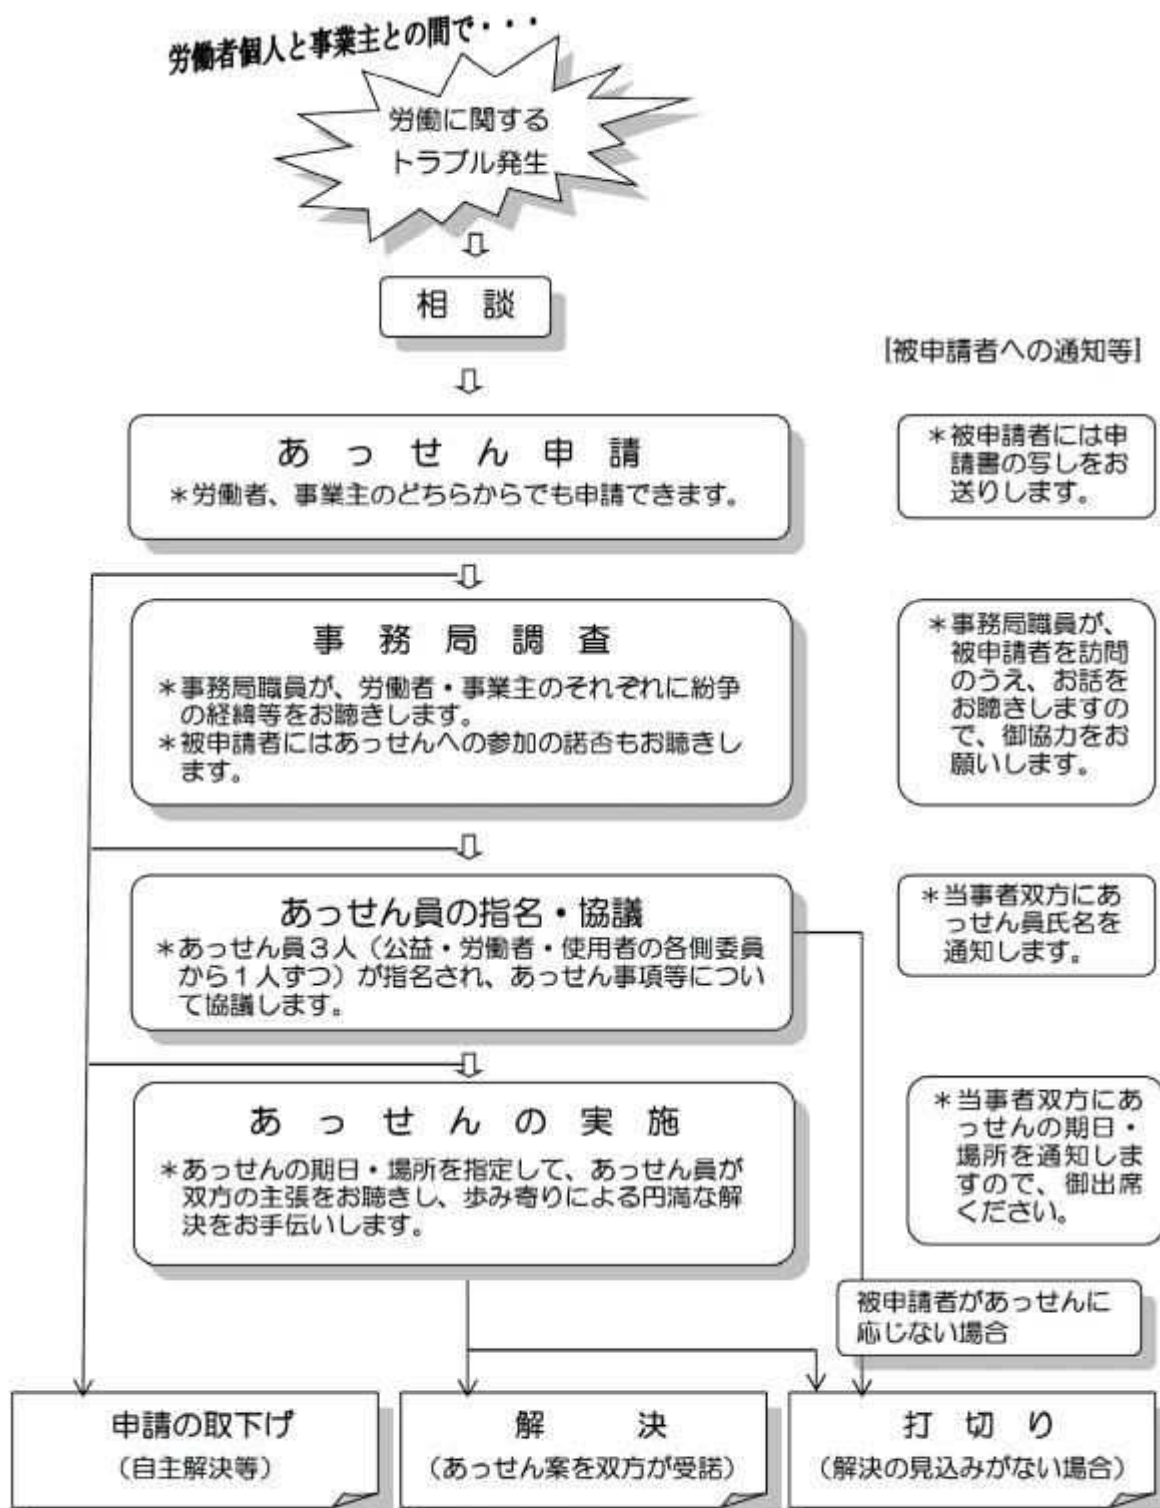 労働者個人と事業主との間で・・・
労働に関する
トラブル発生
相談
[被申請者への通知等]
あっせん申請
＊労働者、事業主のどちらからでも申請できます。
＊被申請者には申
請書の写しをお
送りします。
事務局調査
＊事務局職員が、労働者・事業主のそれぞれに紛争
の経緯等をお聴きします。
＊被申請者にはあっせんへの参加の諾否もお聴きし
ます。
＊事務局職員が、
被申請者を訪問
のうえ、お話を
お聴きしますの
で、御協力をお
願いします。
あっせん員の指名・協議
＊あっせん員３人（公益・労働者・使用者の各側委員
から１人ずつ）が指名され、あっせん事項等につい
て協議します。
＊当事者双方にあ
っせん員氏名を
通知します。
あっせんの実施
＊あっせんの期日・場所を指定して、あっせん員が
双方の主張をお聴きし、歩み寄りによる円満な解
決をお手伝いします。
＊当事者双方にあ
っせんの期日・
場所を通知しま
すので、御出席
ください。
被申請者があっせんに
応じない場合
申請の取下げ
（自主解決等）
解決
（あっせん案を双方が受諾）
打切り
（解決の見込みがない場合）